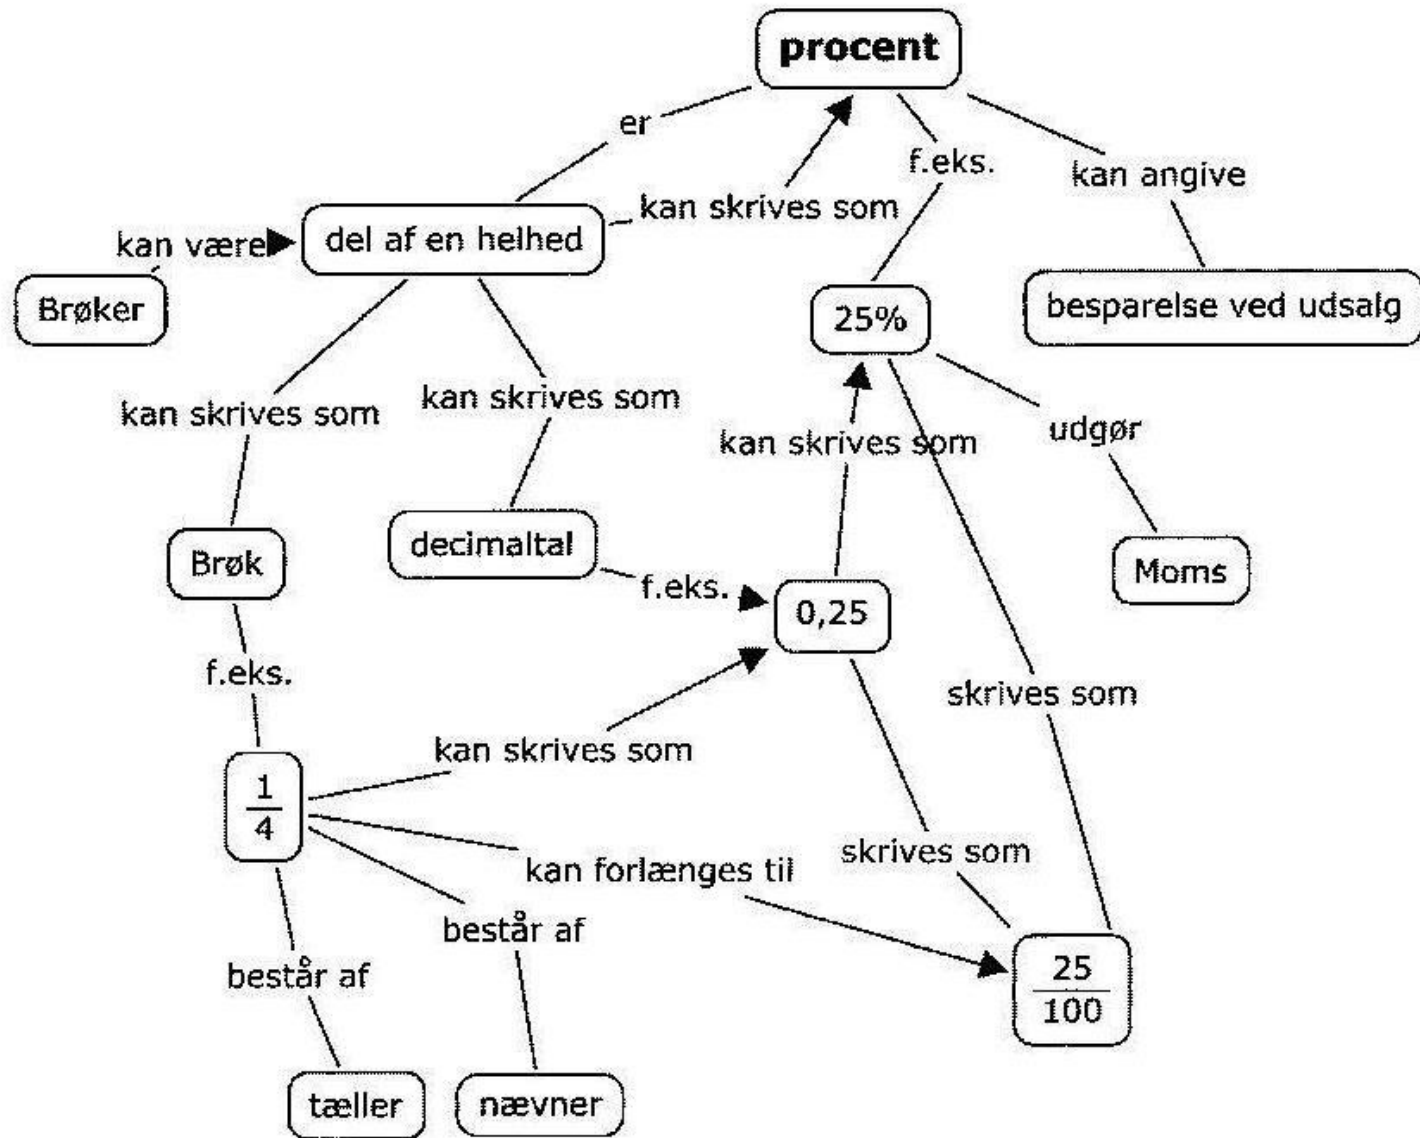 procent
er
f.eks.
kan angive
kan skrives som
kan være
del af en helhed
Brøker
25%
besparelse ved udsalg
kan skrives som
kan skrives som
kan skrives som
udgør
Brøk
decimaltal
Moms
f.eks.
0,25
f.eks.
skrives som
kan skrives som
1
4
skrives som
kan forlænges til
består af
består af
25
100
tæller
nævner